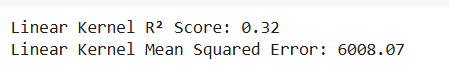 Linear Kernel R² Score: 0.32
Linear Kernel Mean Squared Error: 6008.07